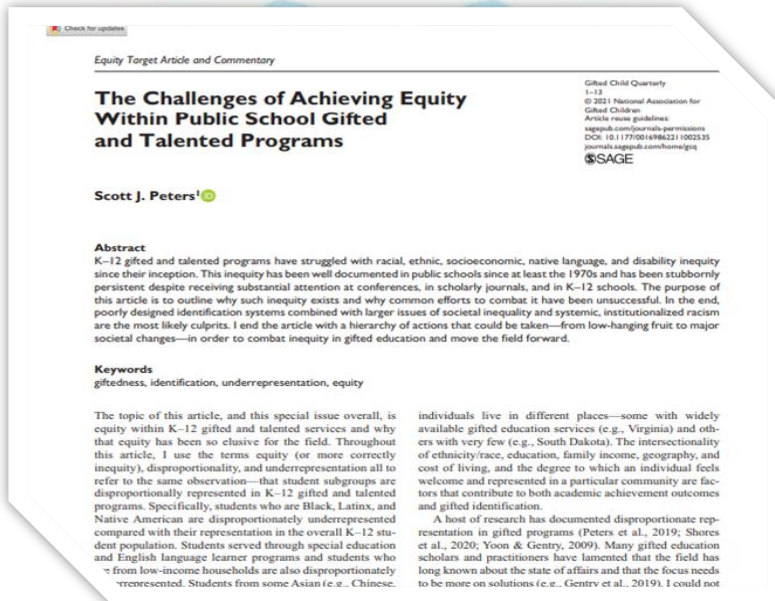 Check for updates
Equity Target Article and Commentary
The Challenges of Achieving Equity
Within Public School Gifted
and Talented Programs
Gifted Child Quarterly
1–13
© 2021 National Association for
Gifted Children
Article reuse guidelines:
sagepub.com/journals-permissions
DOI: 10.1177/00169862211002535
journals.sagepub.com/home/gcq
SAGE
Scott J. Peters1
iD
Abstract
K–12 gifted and talented programs have struggled with racial, ethnic, socioeconomic, native language, and disability inequity
since their inception. This inequity has been well documented in public schools since at least the 1970s and has been stubbornly
persistent despite receiving substantial attention at conferences, in scholarly journals, and in K–12 schools. The purpose of
this article is to outline why such inequity exists and why common efforts to combat it have been unsuccessful. In the end,
poorly designed identification systems combined with larger issues of societal inequality and systemic, institutionalized racism
are the most likely culprits. I end the article with a hierarchy of actions that could be taken—from low-hanging fruit to major
societal changes—in order to combat inequity in gifted education and move the field forward.
Keywords
giftedness, identification, underrepresentation, equity
The topic of this article, and this special issue overall, is
equity within K–12 gifted and talented services and why
that equity has been so elusive for the field. Throughout
this article, I use the terms equity (or more correctly
inequity), disproportionality, and underrepresentation all to
refer to the same observation—that student subgroups are
disproportionally represented in K–12 gifted and talented
programs. Specifically, students who are Black, Latinx, and
Native American are disproportionately underrepresented
compared with their representation in the overall K–12 stu-
dent population. Students served through special education
and English language learner programs and students who
from low-income households are also disproportionately
Students from some Asian (e.g., Chinese,
individuals live in different places—some with widely
available gifted education services (e.g., Virginia) and oth-
ers with very few (e.g., South Dakota). The intersectionality
of ethnicity/race, education, family income, geography, and
cost of living, and the degree to which an individual feels
welcome and represented in a particular community are fac-
tors that contribute to both academic achievement outcomes
and gifted identification.
A host of research has documented disproportionate rep-
resentation in gifted programs (Peters et al., 2019; Shores
et al., 2020; Yoon & Gentry, 2009). Many gifted education
scholars and practitioners have lamented that the field has
long known about the state of affairs and that the focus needs
to be more on solutions (e.g., Gentry et al., 2019). I could not